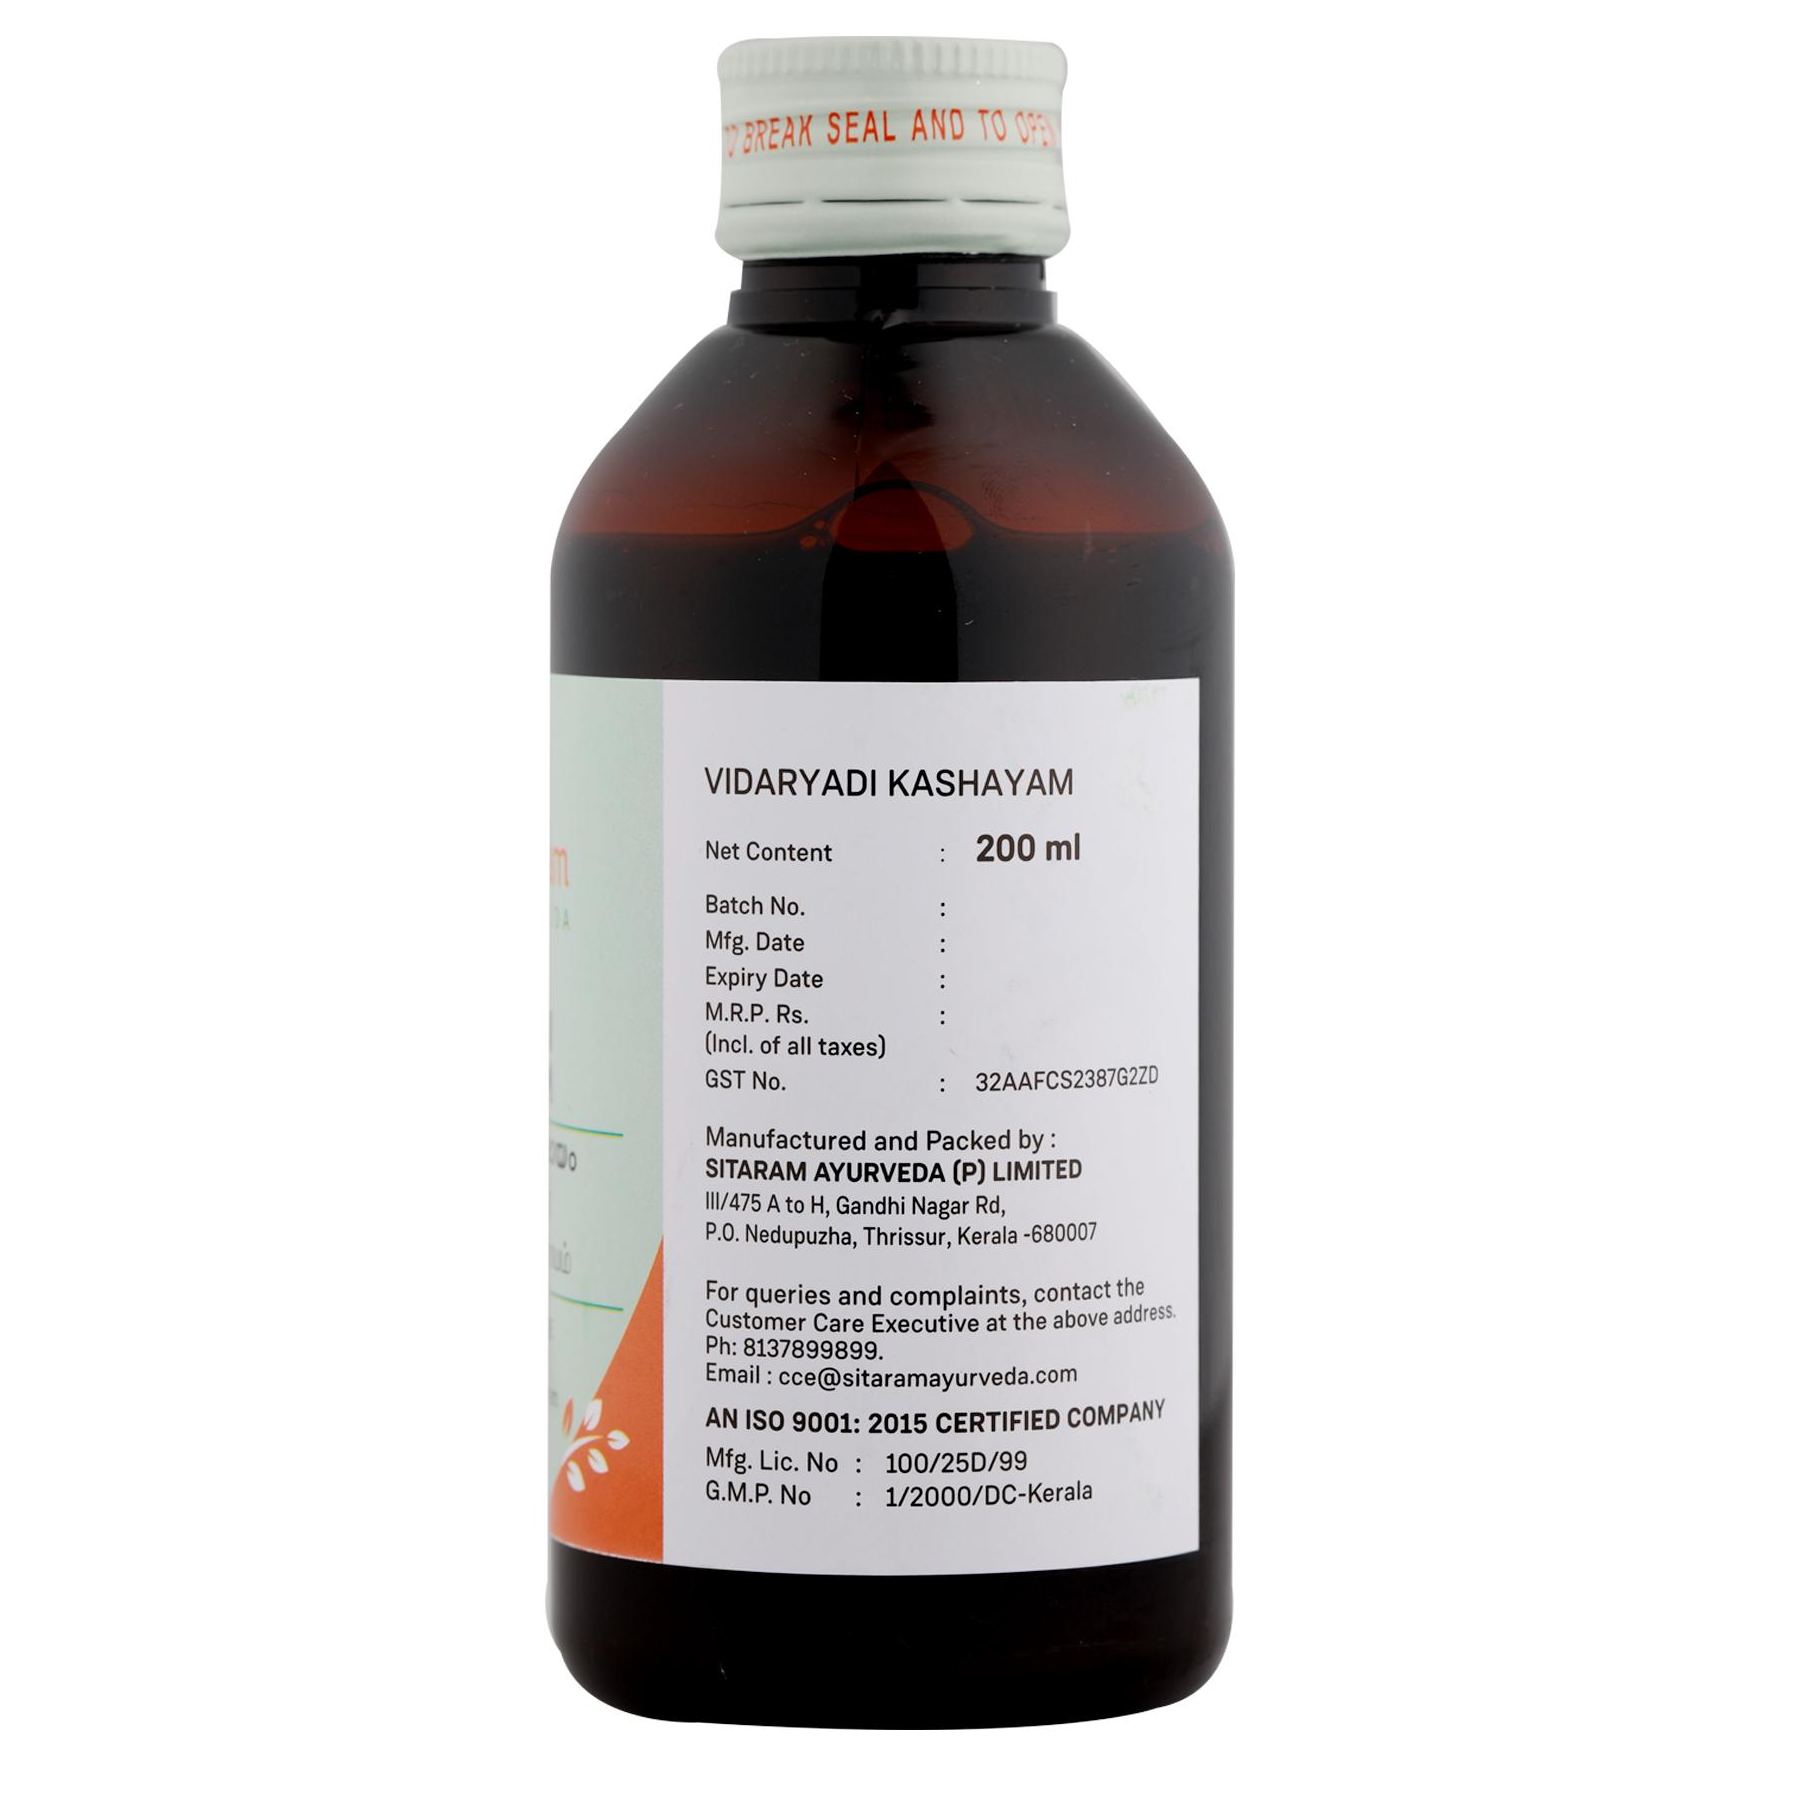 BREAK SEAL AND TO OPEN
VIDARYADI KASHAYAM
Net Content : 200 ml
Batch No. :
Mfg. Date :
Expiry Date :
M.R.P. Rs. :
(Incl. of all taxes)
GST No. : 32AAFCS2387G2ZD
Manufactured and Packed by :
SITARAM AYURVEDA (P) LIMITED
III/475 A to H, Gandhi Nagar Rd,
P.O. Nedupuzha, Thrissur, Kerala -680007
For queries and complaints, contact the
Customer Care Executive at the above address.
Ph: 8137899899.
Email : cce@sitaramayurveda.com
AN ISO 9001: 2015 CERTIFIED COMPANY
Mfg. Lic. No : 100/25D/99
G.M.P. No : 1/2000/DC-Kerala